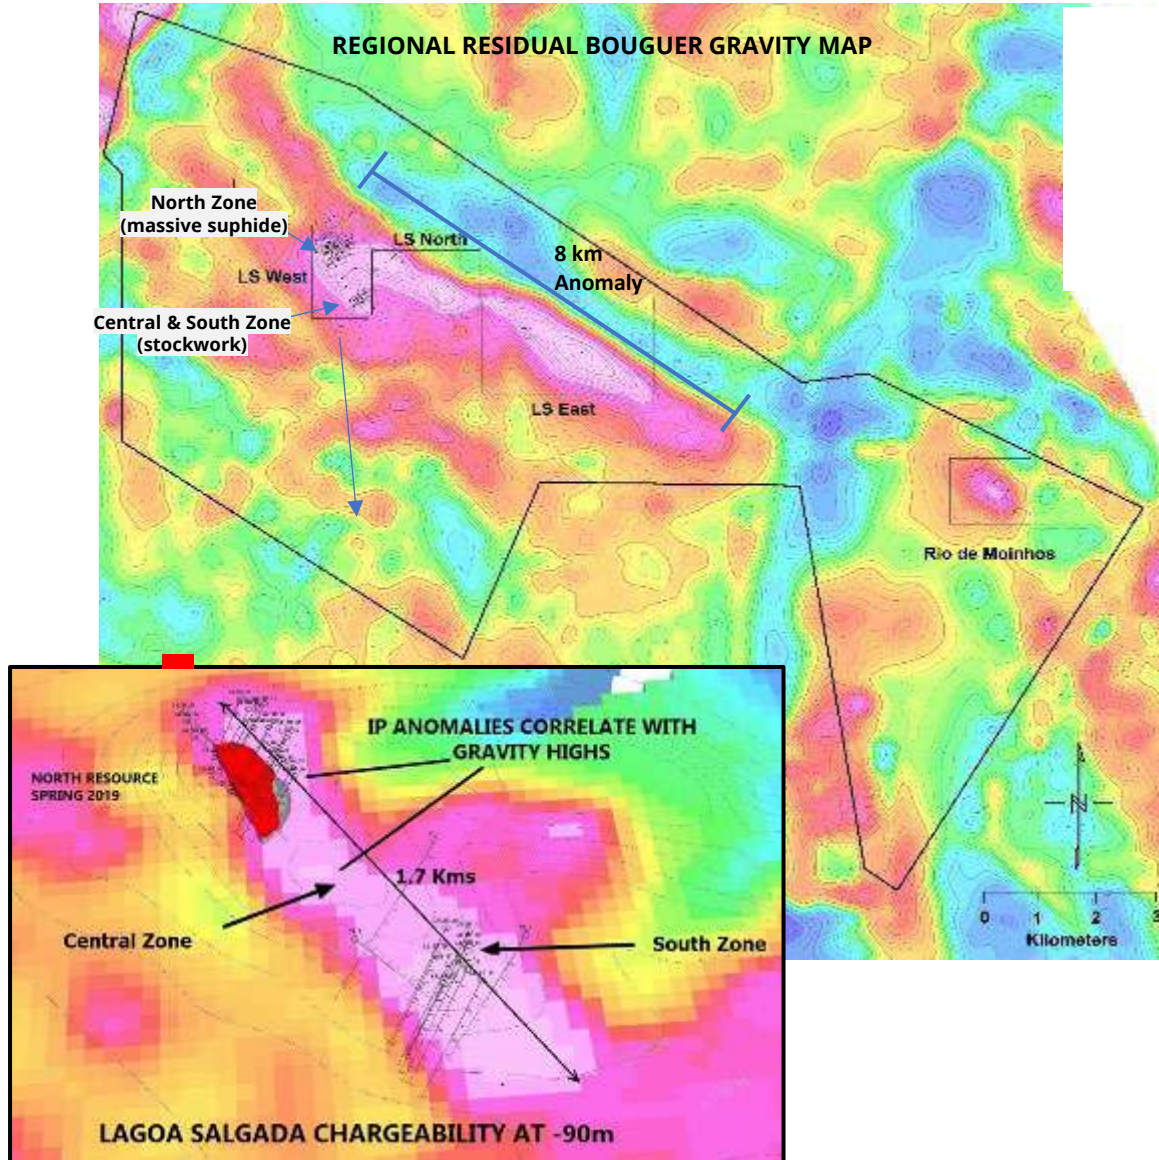 REGIONAL RESIDUAL BOUGUER GRAVITY MAP
North Zone
(massive suphide)
LS North
8 km
Anomaly
LS West
Central & South Zone
(stockwork)
LS East
Rio de Moinhos
N
0 1 2 3
Kilometers
IP ANOMALIES CORRELATE WITH
GRAVITY HIGHS
NORTH RESOURCE
SPRING 2019
1.7 Kms
Central Zone
South Zone
LAGOA SALGADA CHARGEABILITY AT -90m